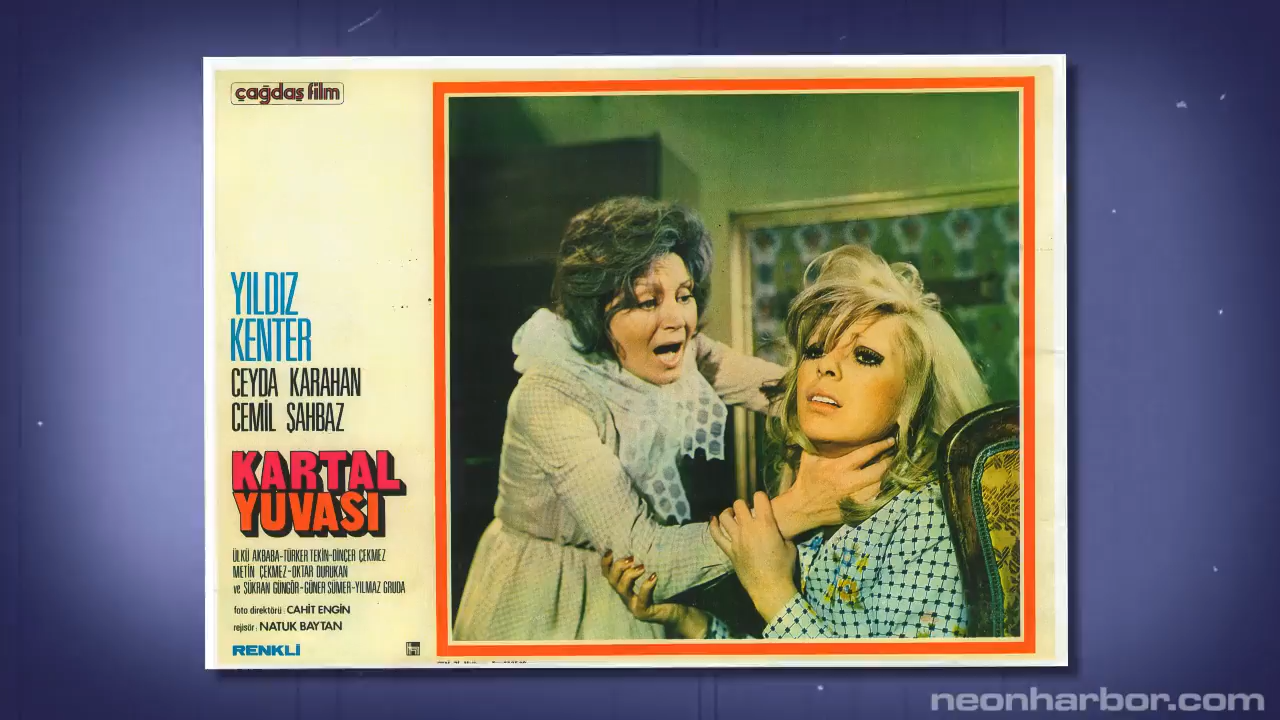 çağdaş film
YILDIZ
KENTER
CEYDA KARAHAN
CEMİL ŞAHBAZ
KARTAL
YUVASI
ÜLKÜ AKBABA-TÜRKER TEKİN-DİNÇER ÇEKMEZ
METİN ÇEKMEZ-OKTAR DURUKAN
ve ŞÜKRAN GÜNGÖR-GÜNER SÜMER-YILMAZ GRUDA
foto direktörü: CAHİT ENGİN
rejisör: NATUK BAYTAN
RENKLİ
neonharbor.com